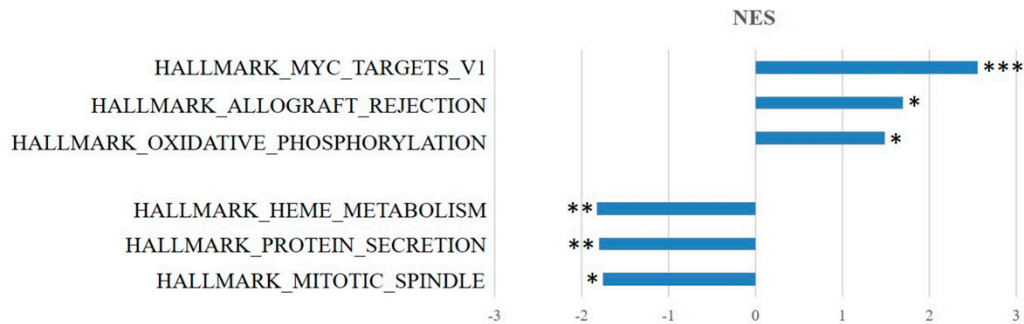 NES
HALLMARK_MYC_TARGETS_V1 ***
HALLMARK_ALLOGRAFT_REJECTION *
HALLMARK_OXIDATIVE_PHOSPHORYLATION *
HALLMARK_HEME_METABOLISM **
HALLMARK_PROTEIN_SECRETION **
HALLMARK_MITOTIC_SPINDLE *
-3 -2 -1 0 1 2 3